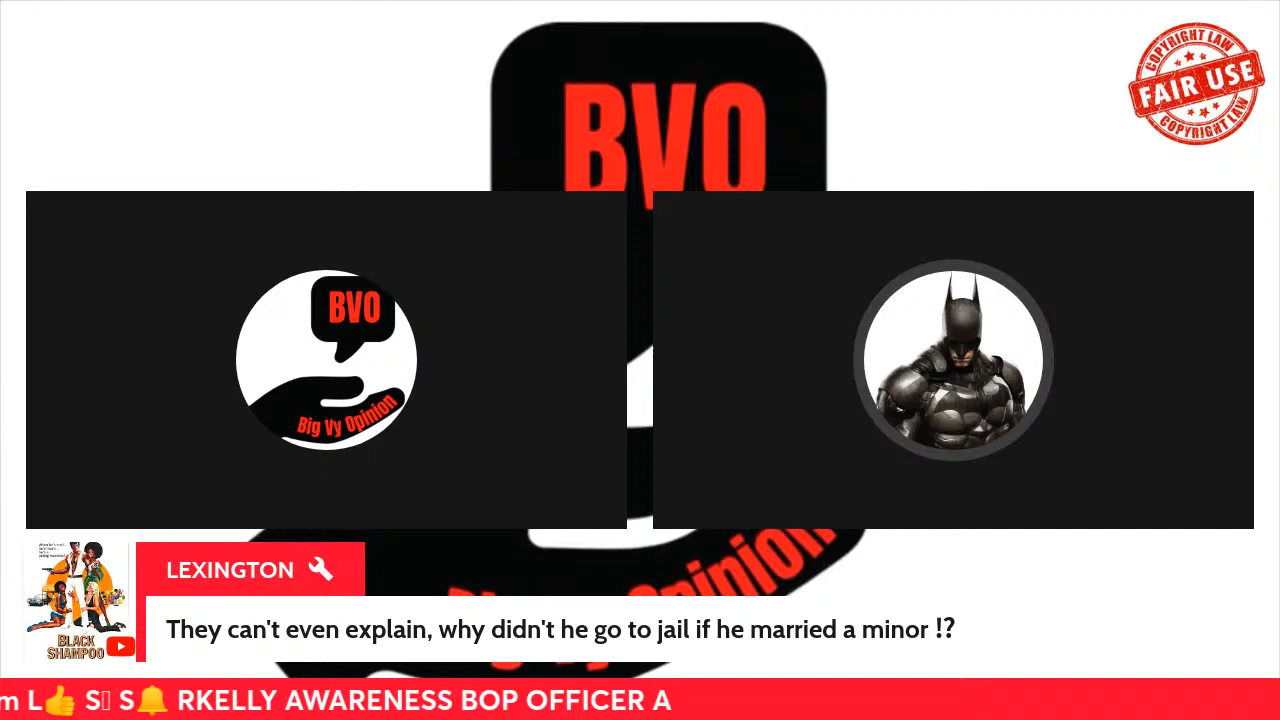 BVO
COPYRIGHT LAW
FAIR USE
COPYRIGHT LAW
BVO
Big Vy Opinion
LEXINGTON
BLACK
SHAMPOO
They can't even explain, why didn't he go to jail if he married a minor !?
m L👍 S S🔔 RKELLY AWARENESS BOP OFFICER A